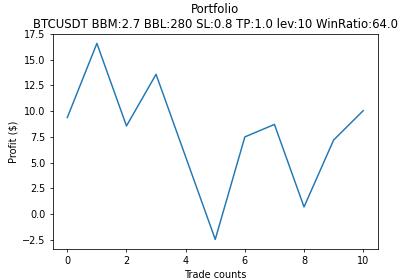 Portfolio
BTCUSDT BBM:2.7 BBL:280 SL:0.8 TP:1.0 lev:10 WinRatio:64.0
17.5
15.0
12.5
10.0
7.5
5.0
2.5
0.0
−2.5
Profit ($)
0 2 4 6 8 10
Trade counts